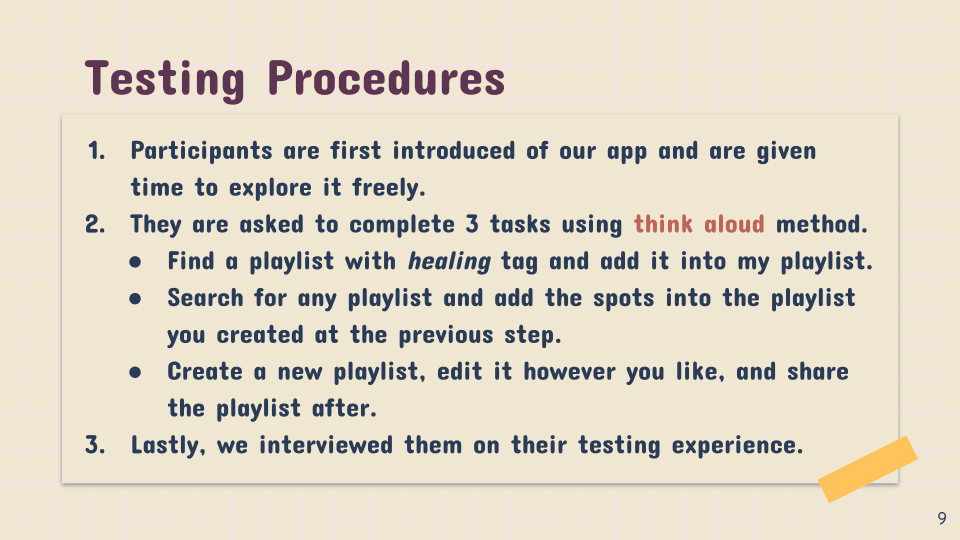 Testing Procedures
1. Participants are first introduced of our app and are given
time to explore it freely.
2. They are asked to complete 3 tasks using think aloud method.
● Find a playlist with healing tag and add it into my playlist.
● Search for any playlist and add the spots into the playlist
you created at the previous step.
● Create a new playlist, edit it however you like, and share
the playlist after.
3. Lastly, we interviewed them on their testing experience.
9